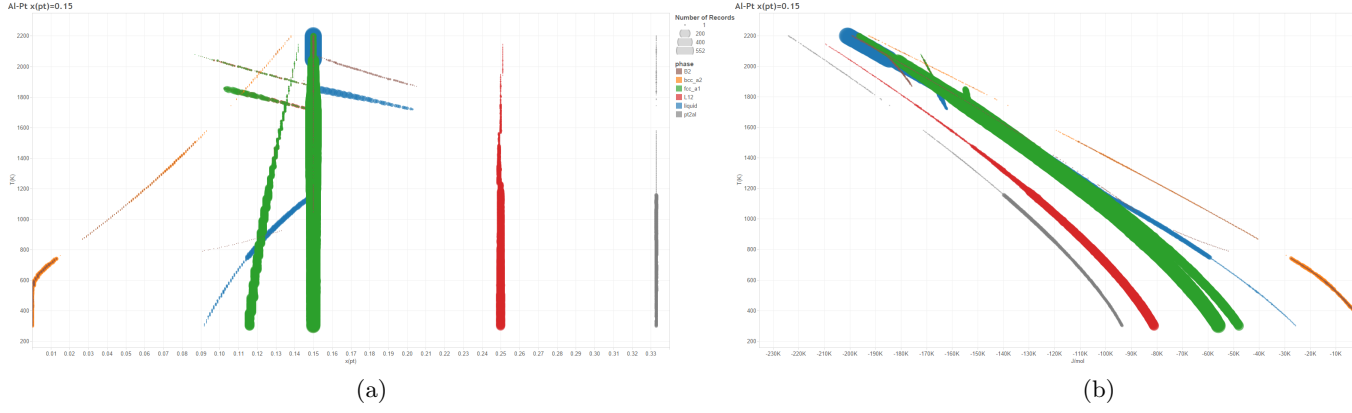 Al-Pt x(pt)=0.15
2200
2000
1800
1600
1400
1200
1000
800
600
400
200
T(K)
0.01 0.02 0.03 0.04 0.05 0.06 0.07 0.08 0.09 0.10 0.11 0.12 0.13 0.14 0.15 0.16 0.17 0.18 0.19 0.20 0.21 0.22 0.23 0.24 0.25 0.26 0.27 0.28 0.29 0.30 0.31 0.32 0.33
x(pt)
Number of Records
1
200
400
552
phase
B2
bcc_a2
fcc_a1
L12
liquid
pt2al
(a)
Al-Pt x(pt)=0.15
2200
2000
1800
1600
1400
1200
1000
800
600
400
200
T(K)
-230K -220K -210K -200K -190K -180K -170K -160K -150K -140K -130K -120K -110K -100K -90K -80K -70K -60K -50K -40K -30K -20K -10K
J/mol
(b)